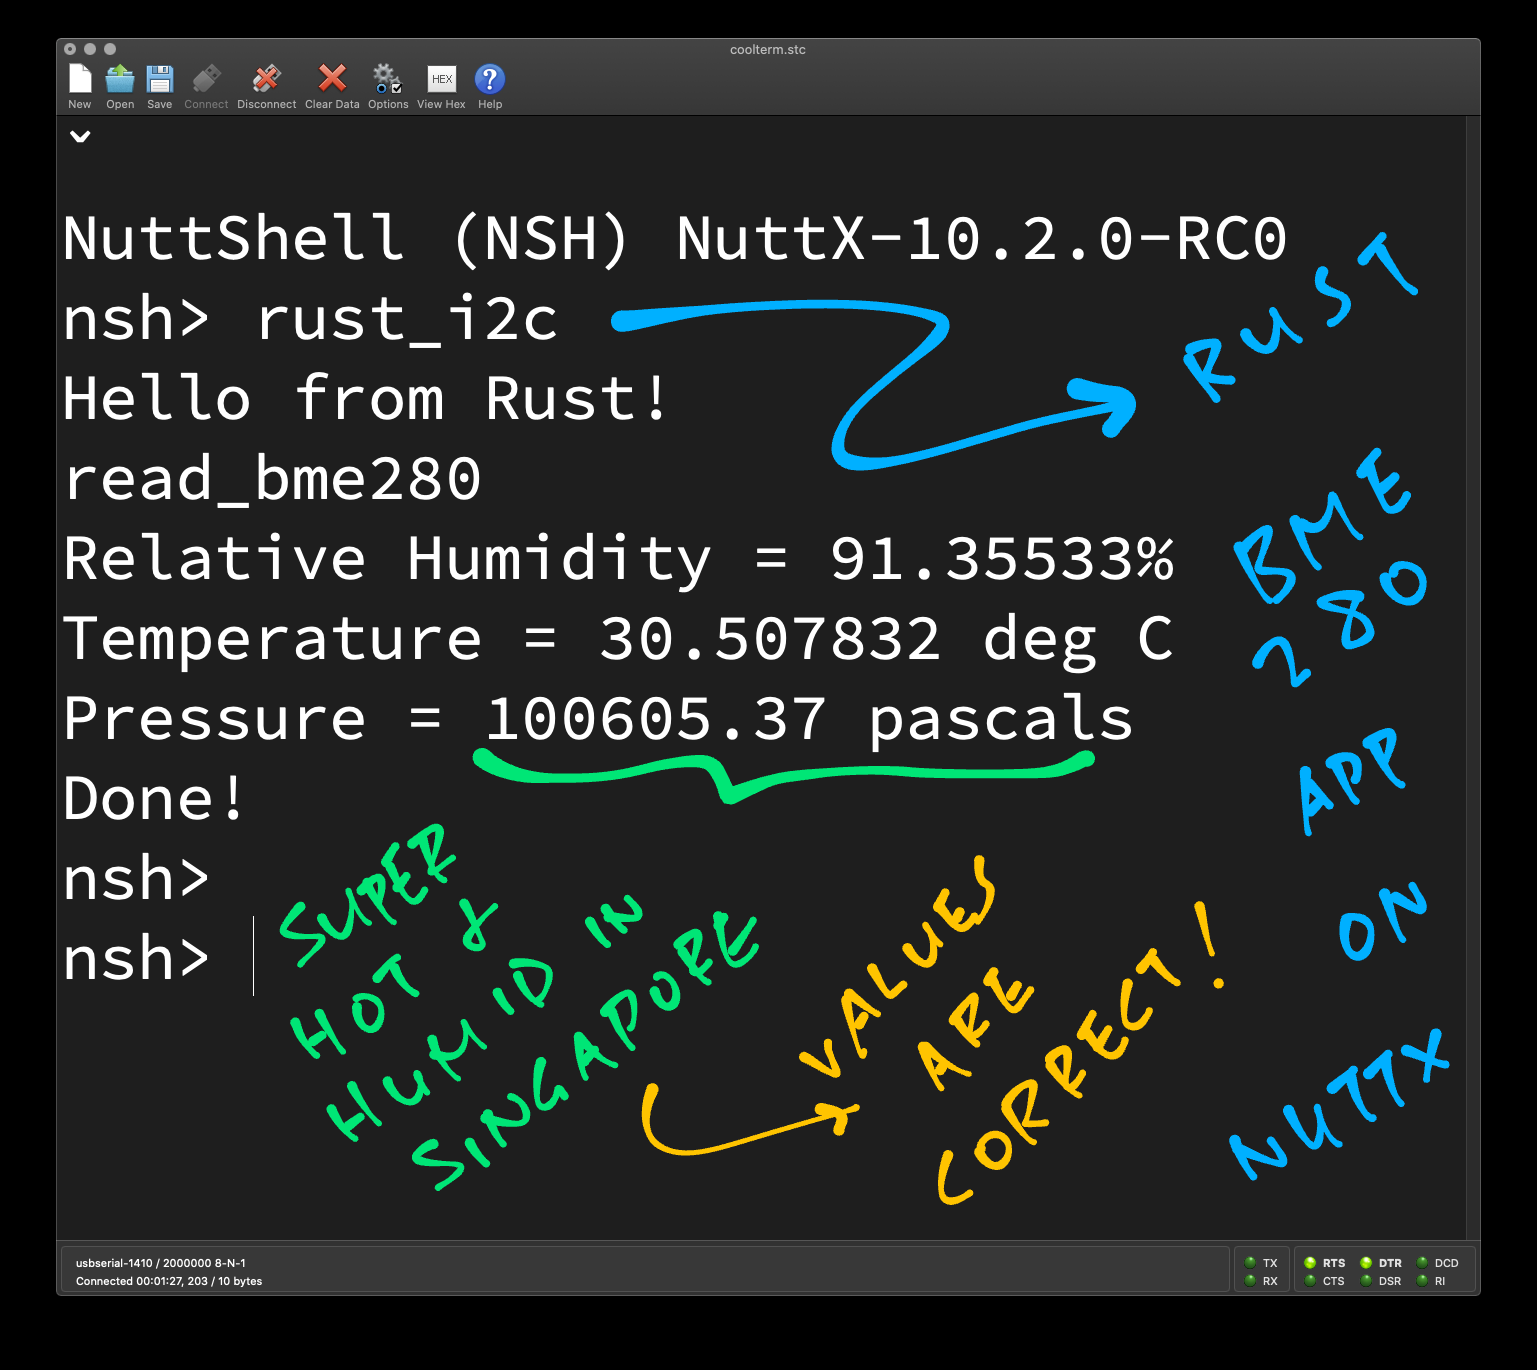 coolterm.stc
New Open Save Connect Disconnect Clear Data Options HEX View Hex ? Help
NuttShell (NSH) NuttX-10.2.0-RC0
nsh> rust_i2c
Hello from Rust!
read_bme280
Relative Humidity = 91.35533%
Temperature = 30.507832 deg C
Pressure = 100605.37 pascals
Done!
nsh>
nsh>
RUST
BME
280
APP
ON
NUTTX
SUPER
HOT &
HUMID IN
SINGAPORE
VALUES
ARE
CORRECT!
usbserial-1410 / 2000000 8-N-1
Connected 00:01:27, 203 / 10 bytes
TX RTS DTR DCD
RX CTS DSR RI